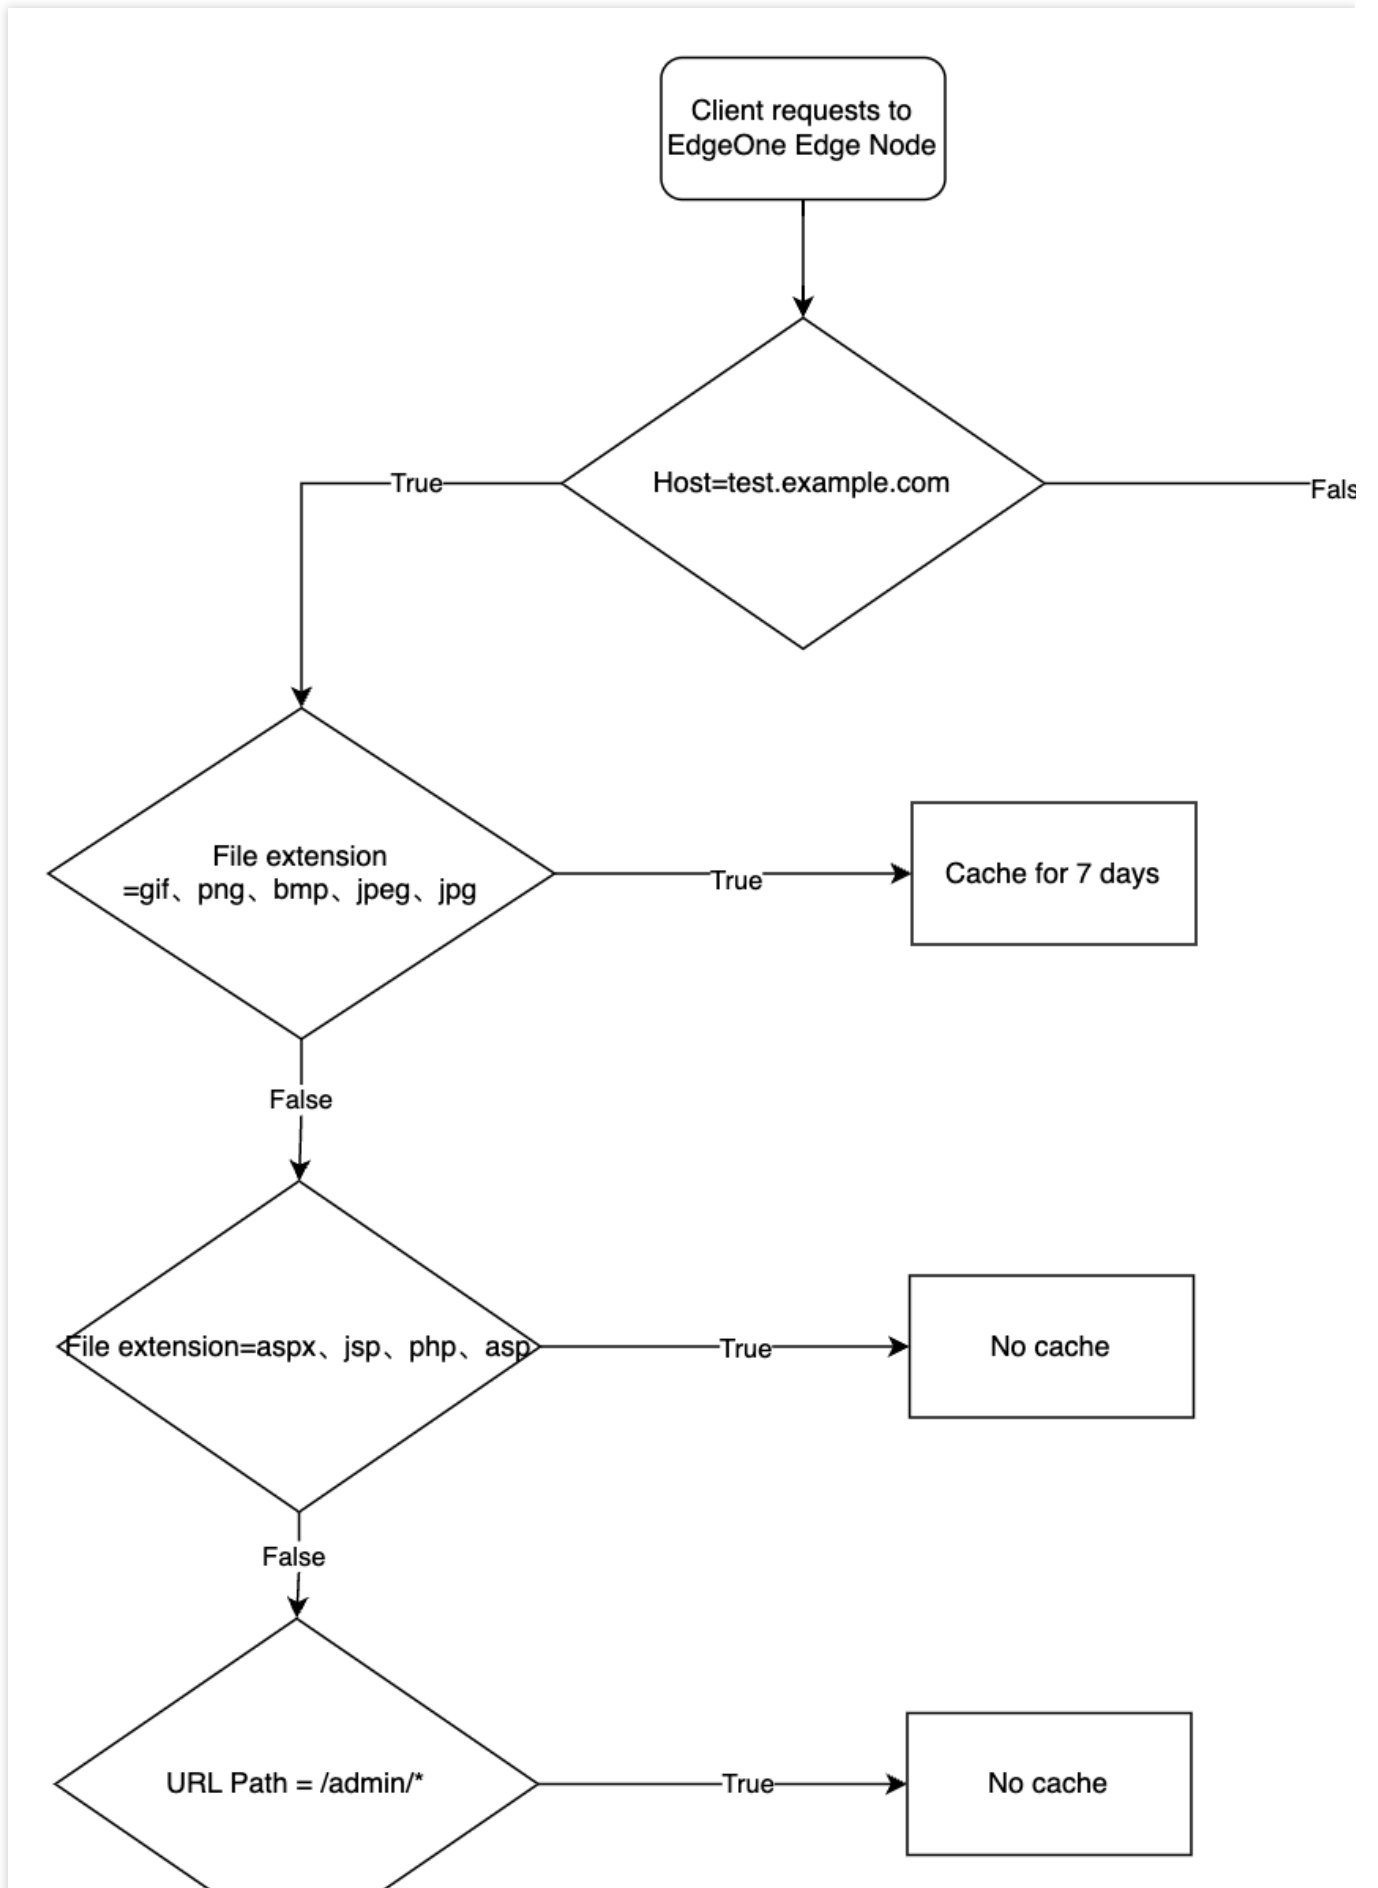 Client requests to
EdgeOne Edge Node
Host=test.example.com
True
Fals
File extension
=gif、png、bmp、jpeg、jpg
True
Cache for 7 days
False
File extension=aspx、jsp、php、asp
True
No cache
False
URL Path = /admin/*
True
No cache